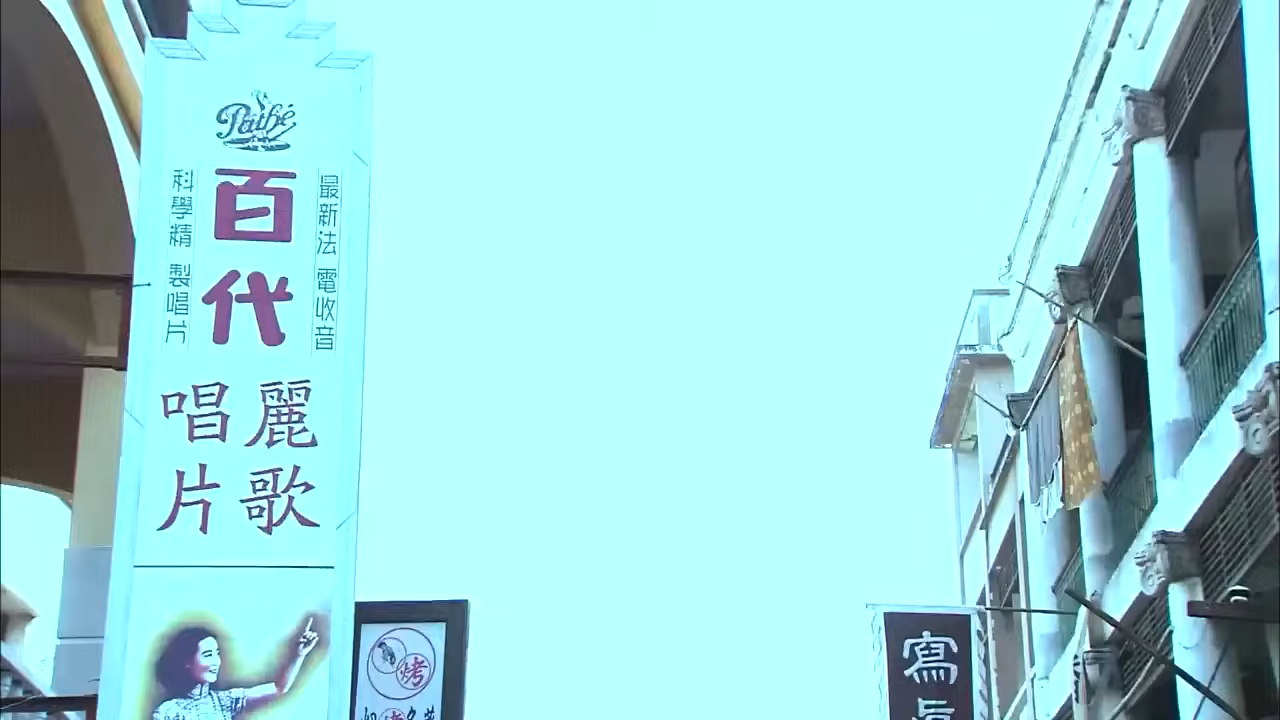 Pathé
百代
最新法 電收音
科學精 製唱片
麗歌
唱片
烤
寫眞